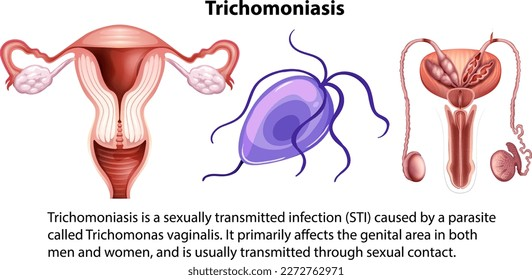 Trichomoniasis
Trichomoniasis is a sexually transmitted infection (STI) caused by a parasite
called Trichomonas vaginalis. It primarily affects the genital area in both
men and women, and is usually transmitted through sexual contact.
shutterstock.com · 2272762971